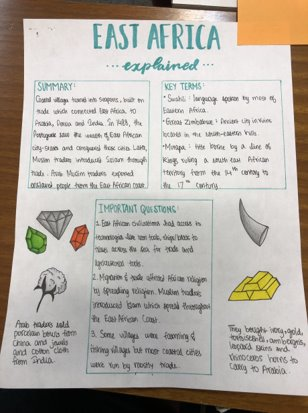 EAST AFRICA
explained
SUMMARY:
Coastal village turned into seaports, built on
trade which connected East Africa to
Arabia, Persia and India. In 1488, the
Portuguese saw the wealth of East African
city-states and conquered those cities. Later,
Muslim traders introduced Islam through
trade. Arab Muslim traders exported
enslaved people from the East African coast.
KEY TERMS:
Swahili: language spoken by most of
Eastern Africa.
Great Zimbabwe: Ancient city in ruins
located in the south-eastern hills.
Mutapa: title borne by a line of
Kings ruling a south east African
territory from the 14th century to
the 17th century.
IMPORTANT QUESTIONS:
1. East African civilizations had access to
technologies like iron tools, ships/boats to
travel across the sea for trade and
agricultural tools.
2. Migration & trade affected African religion
by spreading religion. Muslim traders
introduced Islam which spread throughout
the East African Coast.
3. Some villages were farming &
fishing villages but most coastal cities
were run by nearby trade.
Arab traders sold
porcelain bowls from
China and jewels
and cotton cloth
from India.
They bought ivory, gold,
tortoiseshell, ambergris,
leopard skins and
rhinoceros horns to
carry to Arabia.